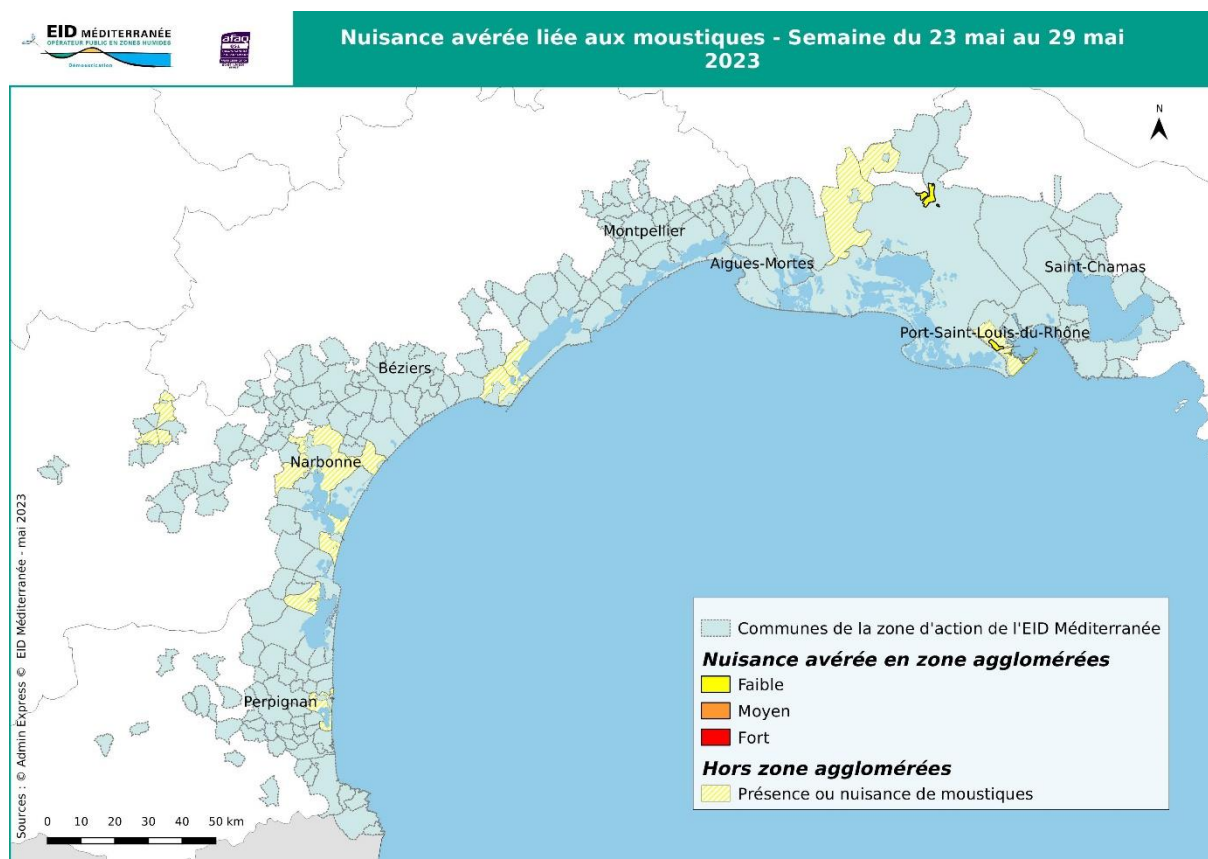 EID MÉDITERRANÉE
OPÉRATEUR PUBLIC EN ZONES HUMIDES
Démoustication
afaq
Nuisance avérée liée aux moustiques - Semaine du 23 mai au 29 mai
2023
N
Montpellier
Aigues-Mortes
Saint-Chamas
Port-Saint-Louis-du-Rhône
Béziers
Narbonne
Perpignan
Communes de la zone d'action de l'EID Méditerranée
Nuisance avérée en zone agglomérées
Faible
Moyen
Fort
Hors zone agglomérées
Présence ou nuisance de moustiques
0 10 20 30 40 50 km
Sources : © Admin Express © EID Méditerranée - mai 2023